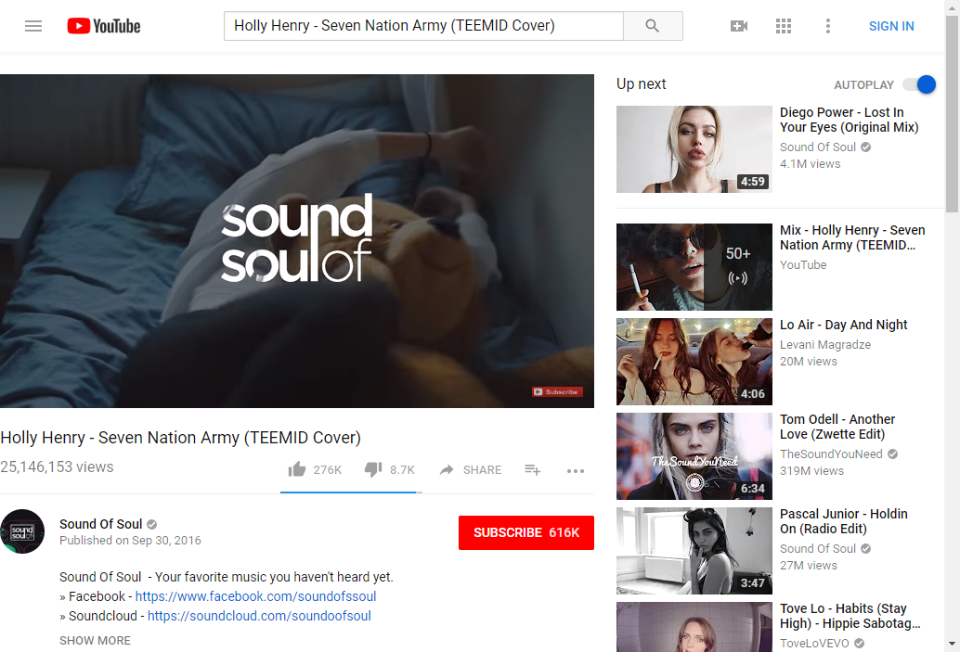 YouTube
Holly Henry - Seven Nation Army (TEEMID Cover)
SIGN IN
sound
soulof
Subscribe
Holly Henry - Seven Nation Army (TEEMID Cover)
25,146,153 views
276K
8.7K
SHARE
sound
soulof
Sound Of Soul
Published on Sep 30, 2016
SUBSCRIBE 616K
Sound Of Soul - Your favorite music you haven't heard yet.
» Facebook - https://www.facebook.com/soundofssoul
» Soundcloud - https://soundcloud.com/soundoofsoul
SHOW MORE
Up next
AUTOPLAY
4:59
Diego Power - Lost In
Your Eyes (Original Mix)
Sound Of Soul
4.1M views
50+
Mix - Holly Henry - Seven
Nation Army (TEEMID...
YouTube
4:06
Lo Air - Day And Night
Levani Magradze
20M views
TheSoundYouNeed
6:34
Tom Odell - Another
Love (Zwette Edit)
TheSoundYouNeed
319M views
3:47
Pascal Junior - Holdin
On (Radio Edit)
Sound Of Soul
27M views
Tove Lo - Habits (Stay
High) - Hippie Sabotag...
ToveLoVEVO